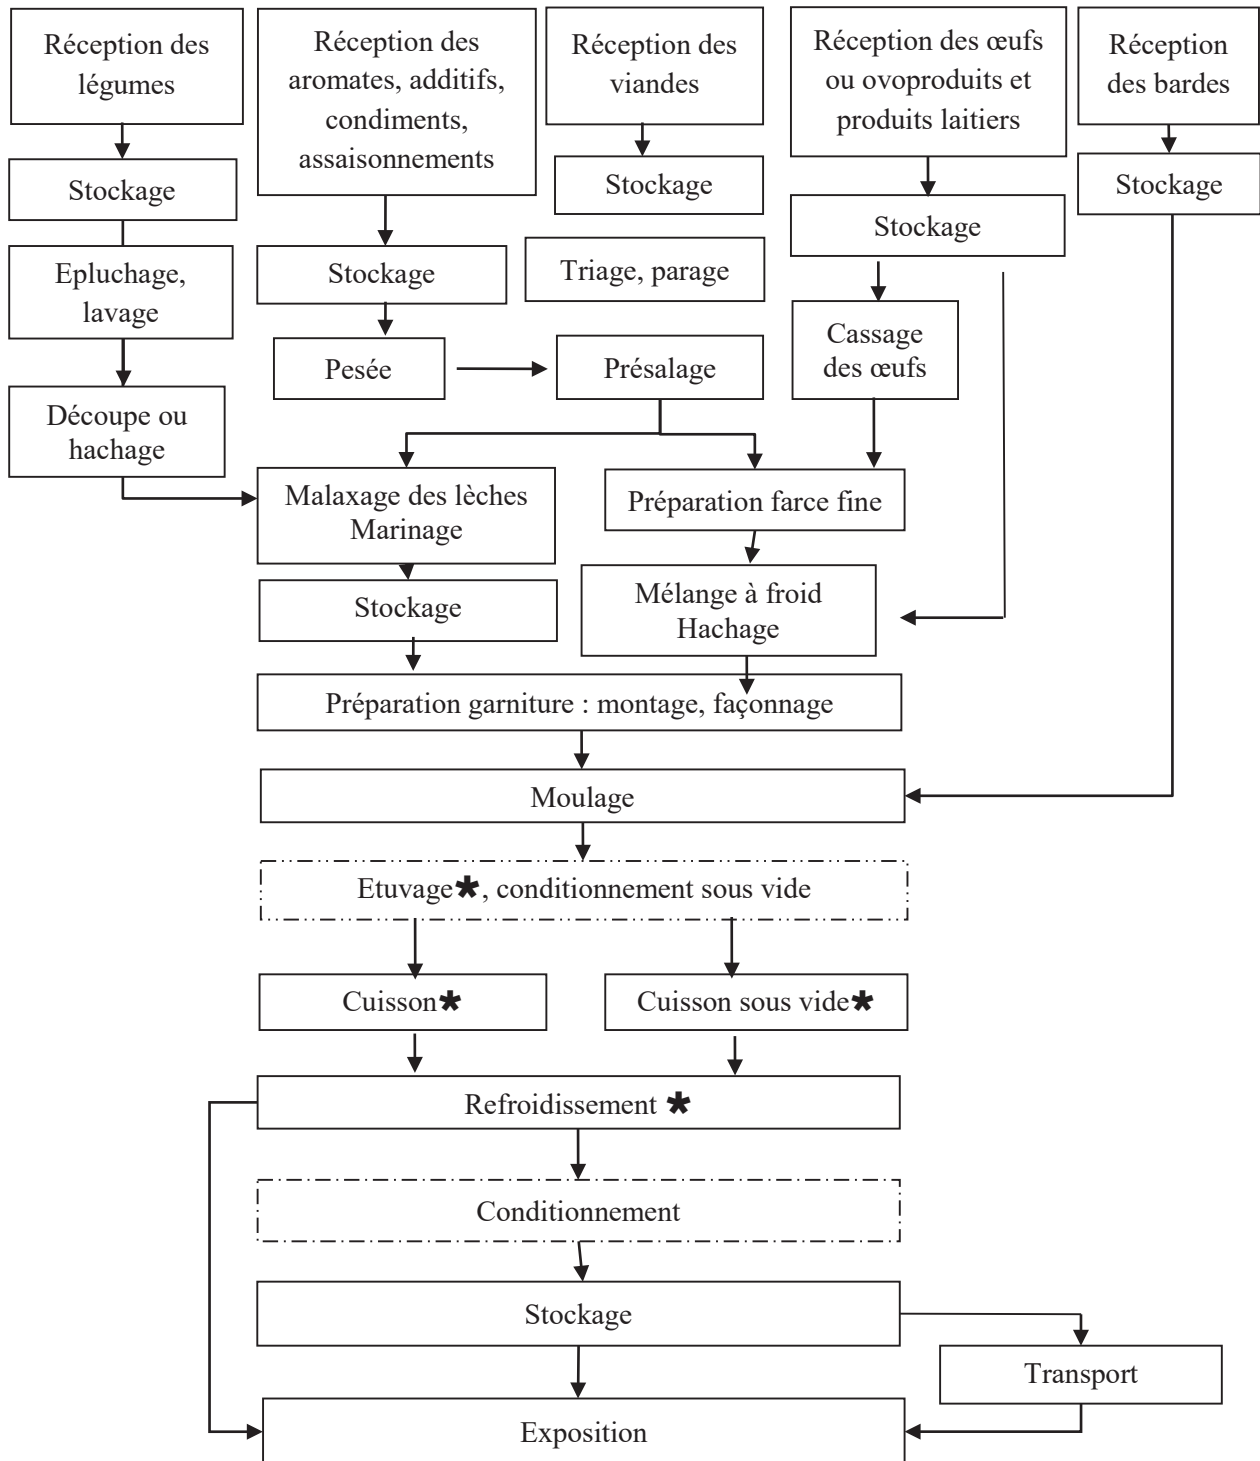 Réception des
légumes
Réception des
aromates, additifs,
condiments,
assaisonnements
Réception des
viandes
Réception des œufs
ou ovoproduits et
produits laitiers
Réception
des bardes
Stockage
Stockage
Stockage
Stockage
Epluchage,
lavage
Stockage
Triage, parage
Pesée
Présalage
Cassage
des œufs
Découpe ou
hachage
Malaxage des lèches
Marinage
Préparation farce fine
Stockage
Mélange à froid
Hachage
Préparation garniture : montage, façonnage
Moulage
Etuvage*, conditionnement sous vide
Cuisson*
Cuisson sous vide*
Refroidissement *
Conditionnement
Stockage
Transport
Exposition